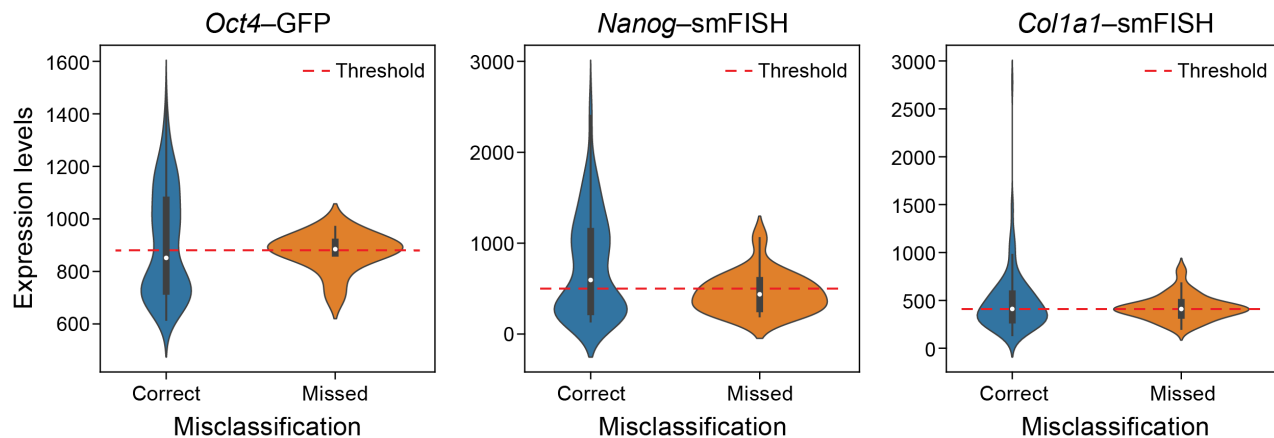 Oct4–GFP
Nanog–smFISH
Col1a1–smFISH
Expression levels
1600
1400
1200
1000
800
600
Threshold
Correct
Missed
Misclassification
3000
2000
1000
0
Threshold
Correct
Missed
Misclassification
3000
2500
2000
1500
1000
500
0
Threshold
Correct
Missed
Misclassification